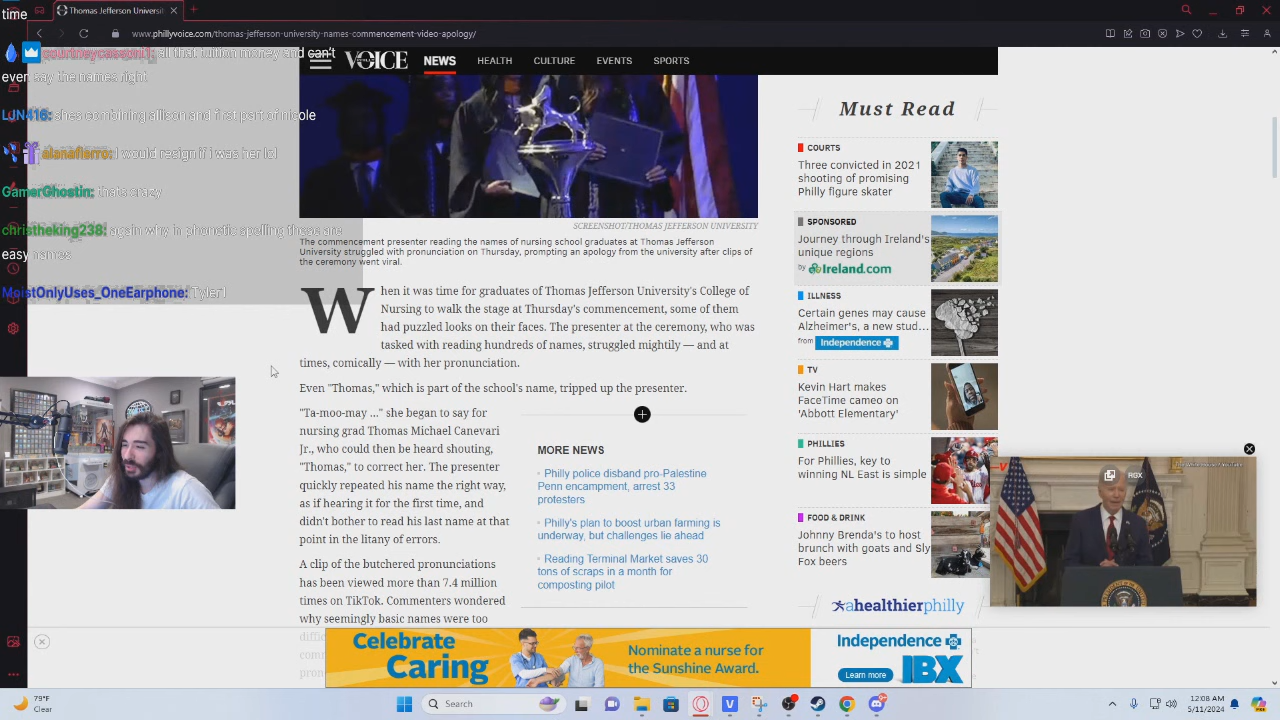 Thomas Jefferson University's
phillyvoice.com/thomas-jefferson-university-nursing-names-commencement-video-apology/
courtneycaisson1: all that tuition money and can't
even say the names right
LUN416: shes combining allison and first part of nicole
alanafierro: I would resign if I was her lol
GamerGhostin: thats crazy
christheking238: again why in phonetic spelling these are
easy names
MoistOnlyUses_OneEarphone: Tyler l
PHILLY
VOICE
NEWS
HEALTH
CULTURE
EVENTS
SPORTS
SCREENSHOT/THOMAS JEFFERSON UNIVERSITY
The commencement presenter reading the names of nursing school graduates at Thomas Jefferson
University struggled with pronunciation on Thursday, prompting an apology from the university after clips of
the ceremony went viral.
When it was time for graduates of Thomas Jefferson University's College of
Nursing to walk the stage at Thursday's commencement, some of them
had puzzled looks on their faces. The presenter at the ceremony, who was
tasked with reading hundreds of names, struggled mightily — and at
times, comically — with her pronunciation.
Even "Thomas," which is part of the school's name, tripped up the presenter.
"Ta-moo-may ..." she began to say for
nursing grad Thomas Michael Canevari
Jr., who could then be heard shouting,
"Thomas," to correct her. The presenter
quickly repeated his name the right way,
as if hearing it for the first time, and
didn't bother to read his last name at that
point in the litany of errors.
A clip of the butchered pronunciations
has been viewed more than 7.4 million
times on TikTok. Commenters wondered
why seemingly basic names were too
MORE NEWS
Philly police disband pro-Palestine
Penn encampment, arrest 33
protesters
Philly's plan to boost urban farming is
underway, but challenges lie ahead
Reading Terminal Market saves 30
tons of scraps in a month for
composting pilot
Must Read
COURTS
Three convicted in 2021
shooting of promising
Philly figure skater
SPONSORED
Journey through Ireland's
unique regions
by Ireland.com
ILLNESS
Certain genes may cause
Alzheimer's, a new stud...
from Independence
TV
Kevin Hart makes
FaceTime cameo on
'Abbott Elementary'
PHILLIES
For Phillies, key to
winning NL East is simple
FOOD & DRINK
Johnny Brenda's to host
brunch with goats and Sly
Fox beers
ahealthierphilly
Celebrate
Caring
Nominate a nurse for
the Sunshine Award.
Independence
Learn more
IBX
79°F
Clear
Search
12:08 AM
5/11/2024